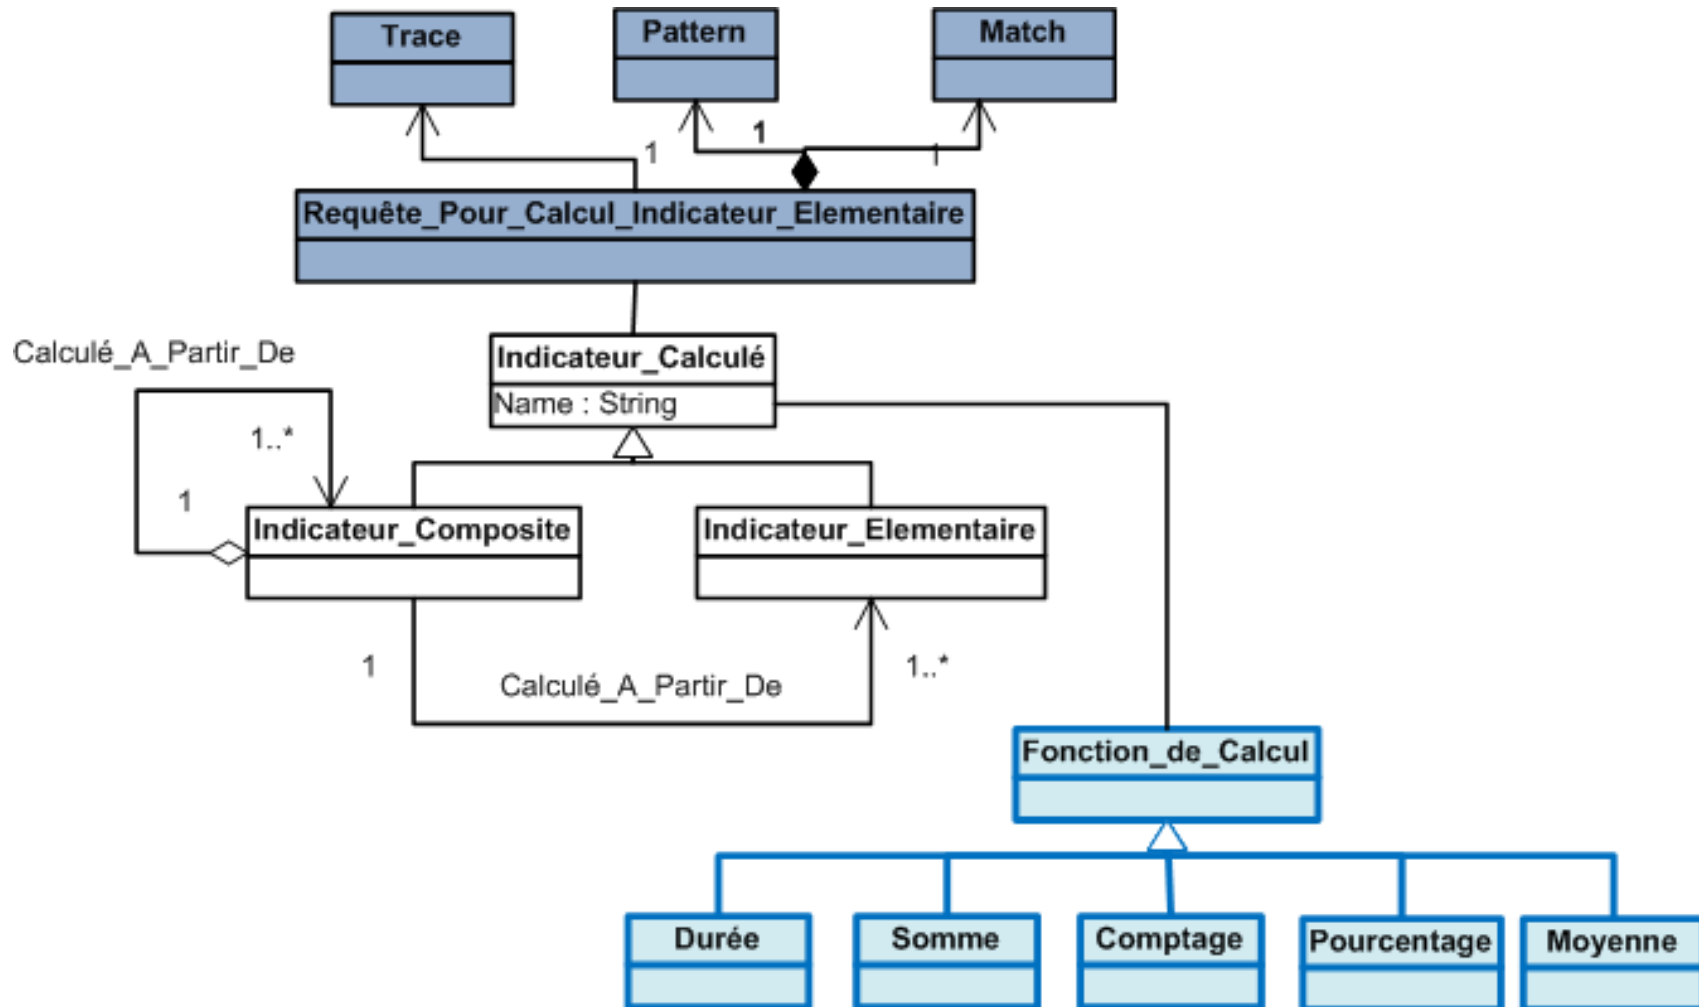 Trace
Pattern
Match
1
1
1
Requête_Pour_Calcul_Indicateur_Elementaire
Indicateur_Calculé
Name : String
Calculé_A_Partir_De
1..*
1
Indicateur_Composite
Indicateur_Elementaire
1
Calculé_A_Partir_De
1..*
Fonction_de_Calcul
Durée
Somme
Comptage
Pourcentage
Moyenne